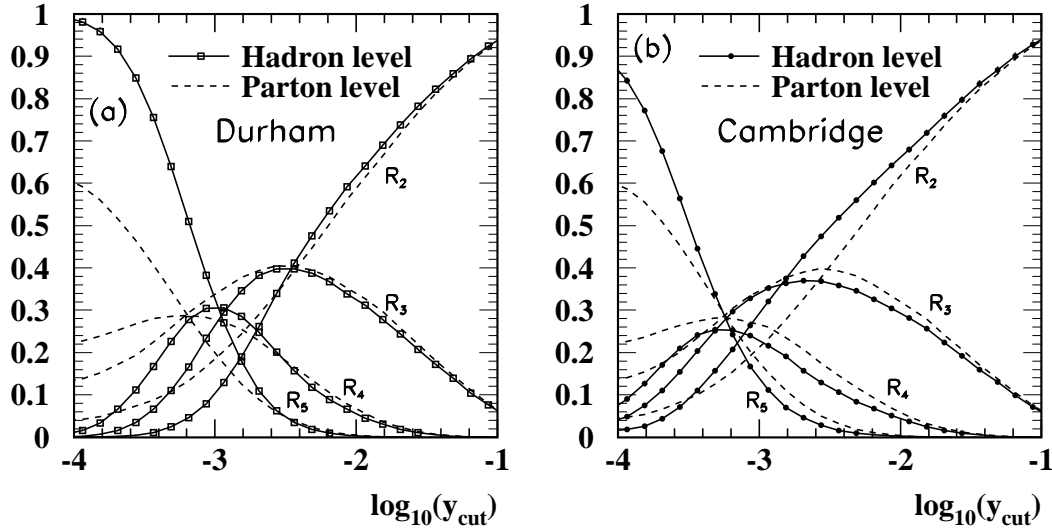 1
0.9
0.8
0.7
0.6
0.5
0.4
0.3
0.2
0.1
0
-4
-3
-2
-1
log10(ycut)
(a)
Hadron level
Parton level
Durham
R2
R3
R4
R5
1
0.9
0.8
0.7
0.6
0.5
0.4
0.3
0.2
0.1
0
-4
-3
-2
-1
log10(ycut)
(b)
Hadron level
Parton level
Cambridge
R2
R3
R4
R5